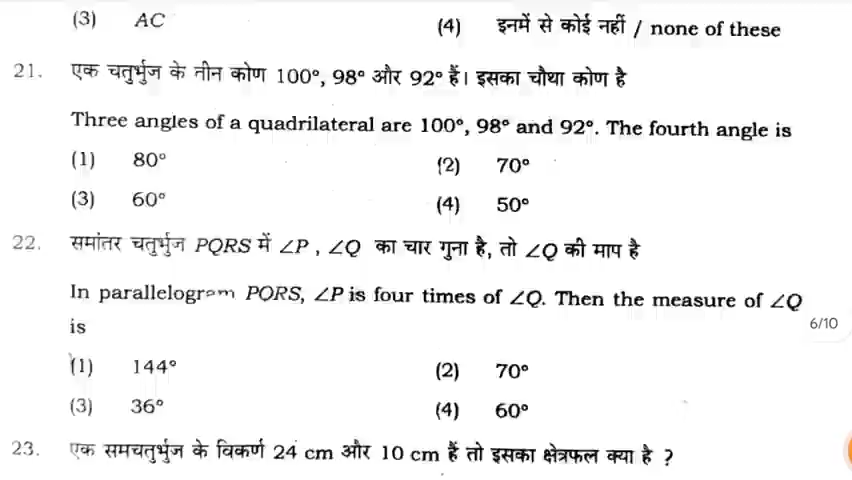 (3) AC (4) इनमें से कोई नहीं / none of these
21. एक चतुर्भुज के तीन कोण 100°, 98° और 92° हैं। इसका चौथा कोण है
Three angles of a quadrilateral are 100°, 98° and 92°. The fourth angle is
(1) 80° (2) 70°
(3) 60° (4) 50°
22. समांतर चतुर्भुज PQRS में ∠P , ∠Q का चार गुना है, तो ∠Q की माप है
In parallelogram PQRS, ∠P is four times of ∠Q. Then the measure of ∠Q
is
6/10
(1) 144° (2) 70°
(3) 36° (4) 60°
23. एक समचतुर्भुज के विकर्ण 24 cm और 10 cm हैं तो इसका क्षेत्रफल क्या है ?